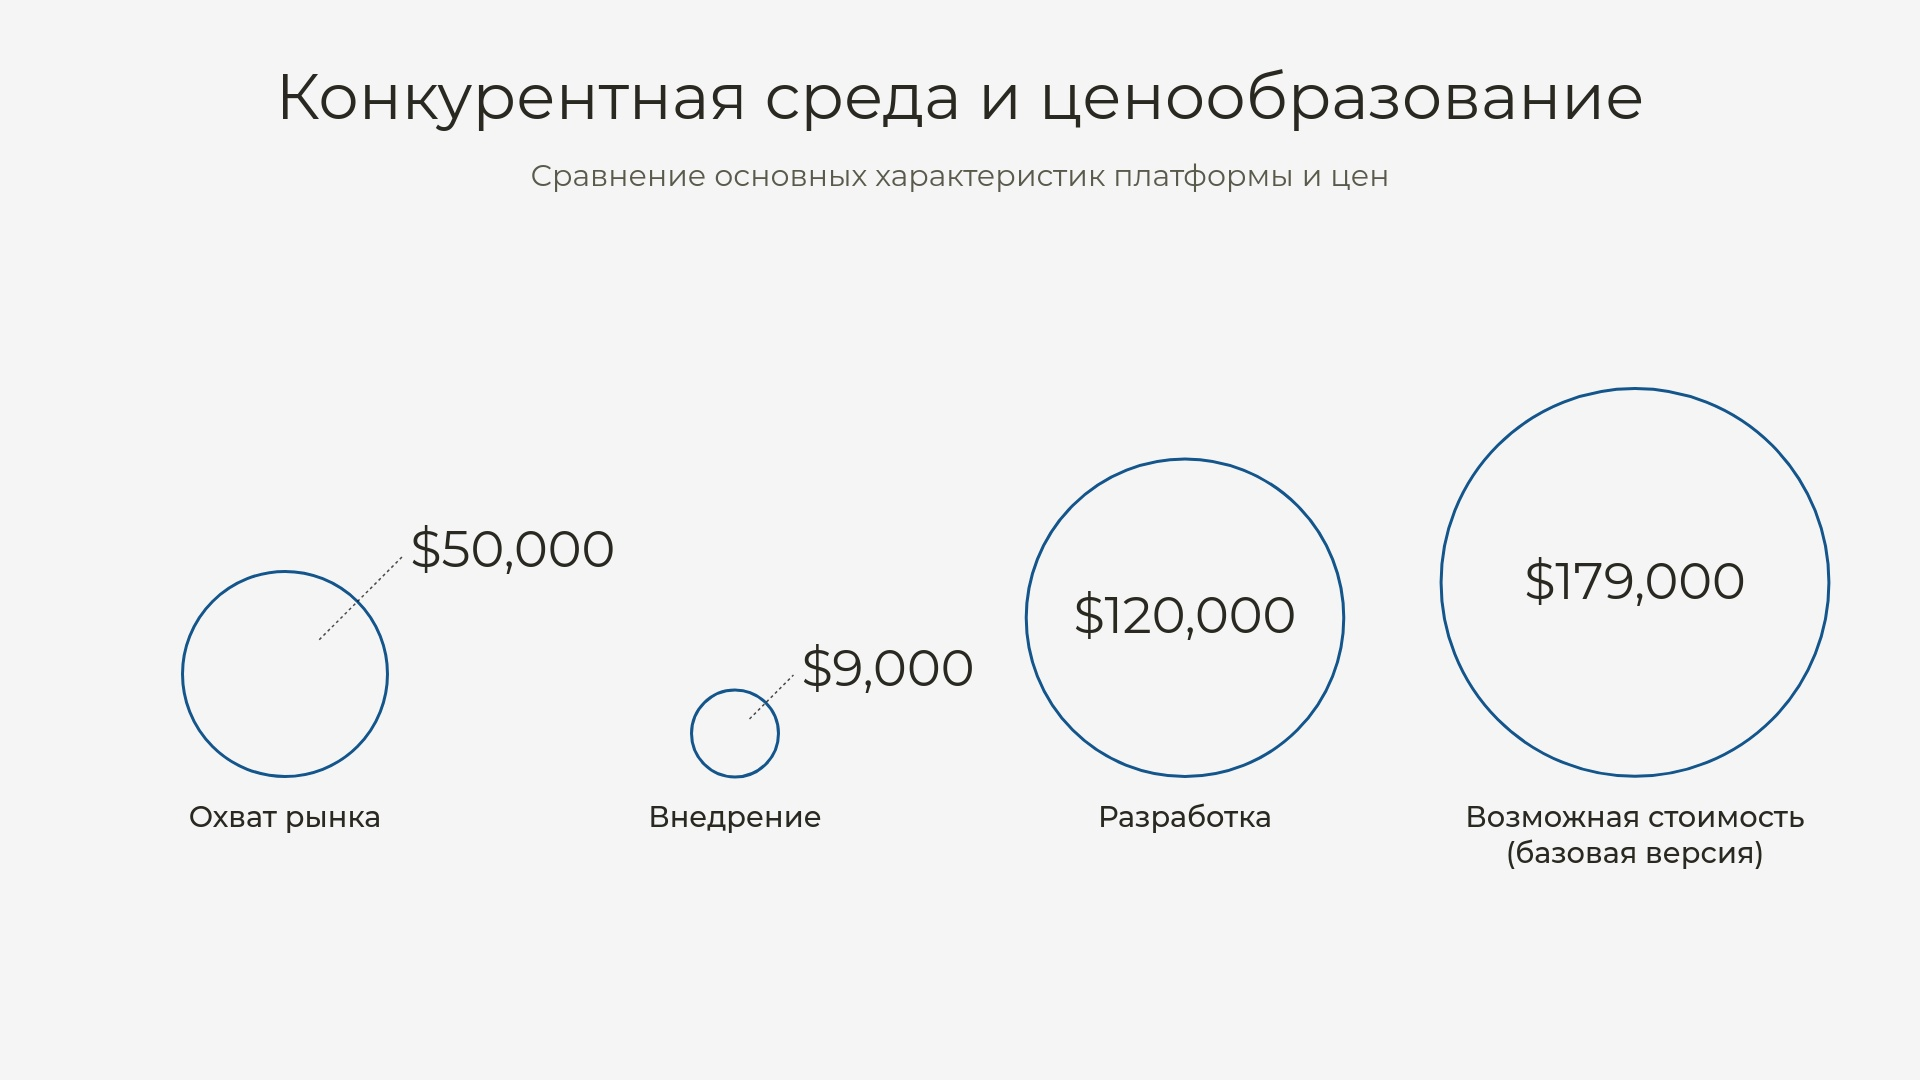 Конкурентная среда и ценообразование
Сравнение основных характеристик платформы и цен
$50,000
Охват рынка
$9,000
Внедрение
$120,000
Разработка
$179,000
Возможная стоимость
(базовая версия)